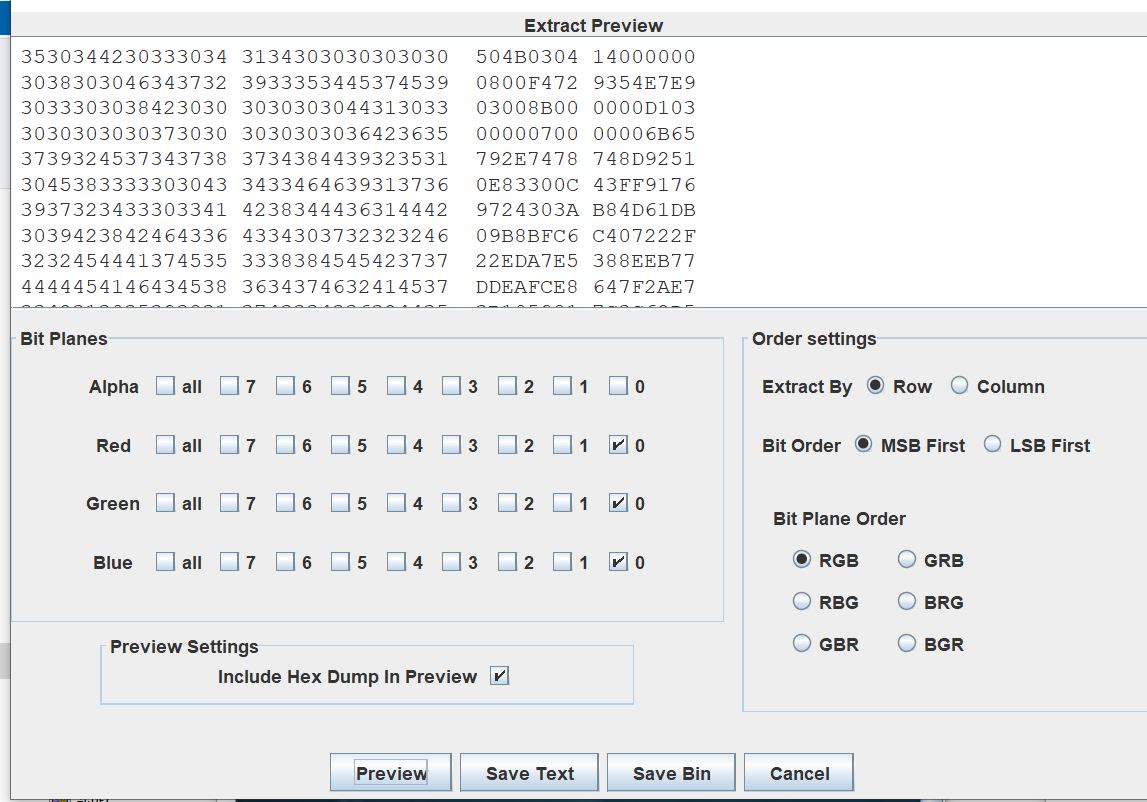 Extract Preview
3530344230333034 3134303030303030 504B0304 14000000
3038303046343732 3933353445374539 0800F472 9354E7E9
3033303038423030 3030303044313033 03008B00 0000D103
3030303030373030 3030303036423635 00000700 00006B65
3739324537343738 3734384439323531 792E7478 748D9251
3045383333303043 3433464639313736 0E83300C 43FF9176
3937323433303341 4238344436314442 9724303A B84D61DB
3039423842464336 4334303732323246 09B8BFC6 C407222F
3232454441374535 3338384545423737 22EDA7E5 388EEB77
4444454146434538 3634374632414537 DDEAFCE8 647F2AE7
Bit Planes
Order settings
Alpha all 7 6 5 4 3 2 1 0
Extract By Row Column
Red all 7 6 5 4 3 2 1 0
Bit Order MSB First LSB First
Green all 7 6 5 4 3 2 1 0
Bit Plane Order
Blue all 7 6 5 4 3 2 1 0
RGB GRB
RBG BRG
GBR BGR
Preview Settings
Include Hex Dump In Preview
Preview Save Text Save Bin Cancel